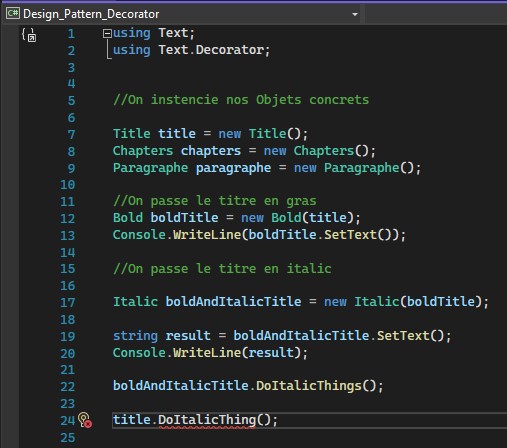 Design_Pattern_Decorator
1 using Text;
2 using Text.Decorator;
3
4
5 //On instencie nos Objets concrets
6
7 Title title = new Title();
8 Chapters chapters = new Chapters();
9 Paragraphe paragraphe = new Paragraphe();
10
11 //On passe le titre en gras
12 Bold boldTitle = new Bold(title);
13 Console.WriteLine(boldTitle.SetText());
14
15 //On passe le titre en italic
16
17 Italic boldAndItalicTitle = new Italic(boldTitle);
18
19 string result = boldAndItalicTitle.SetText();
20 Console.WriteLine(result);
21
22 boldAndItalicTitle.DoItalicThings();
23
24 title.DoItalicThing();
25